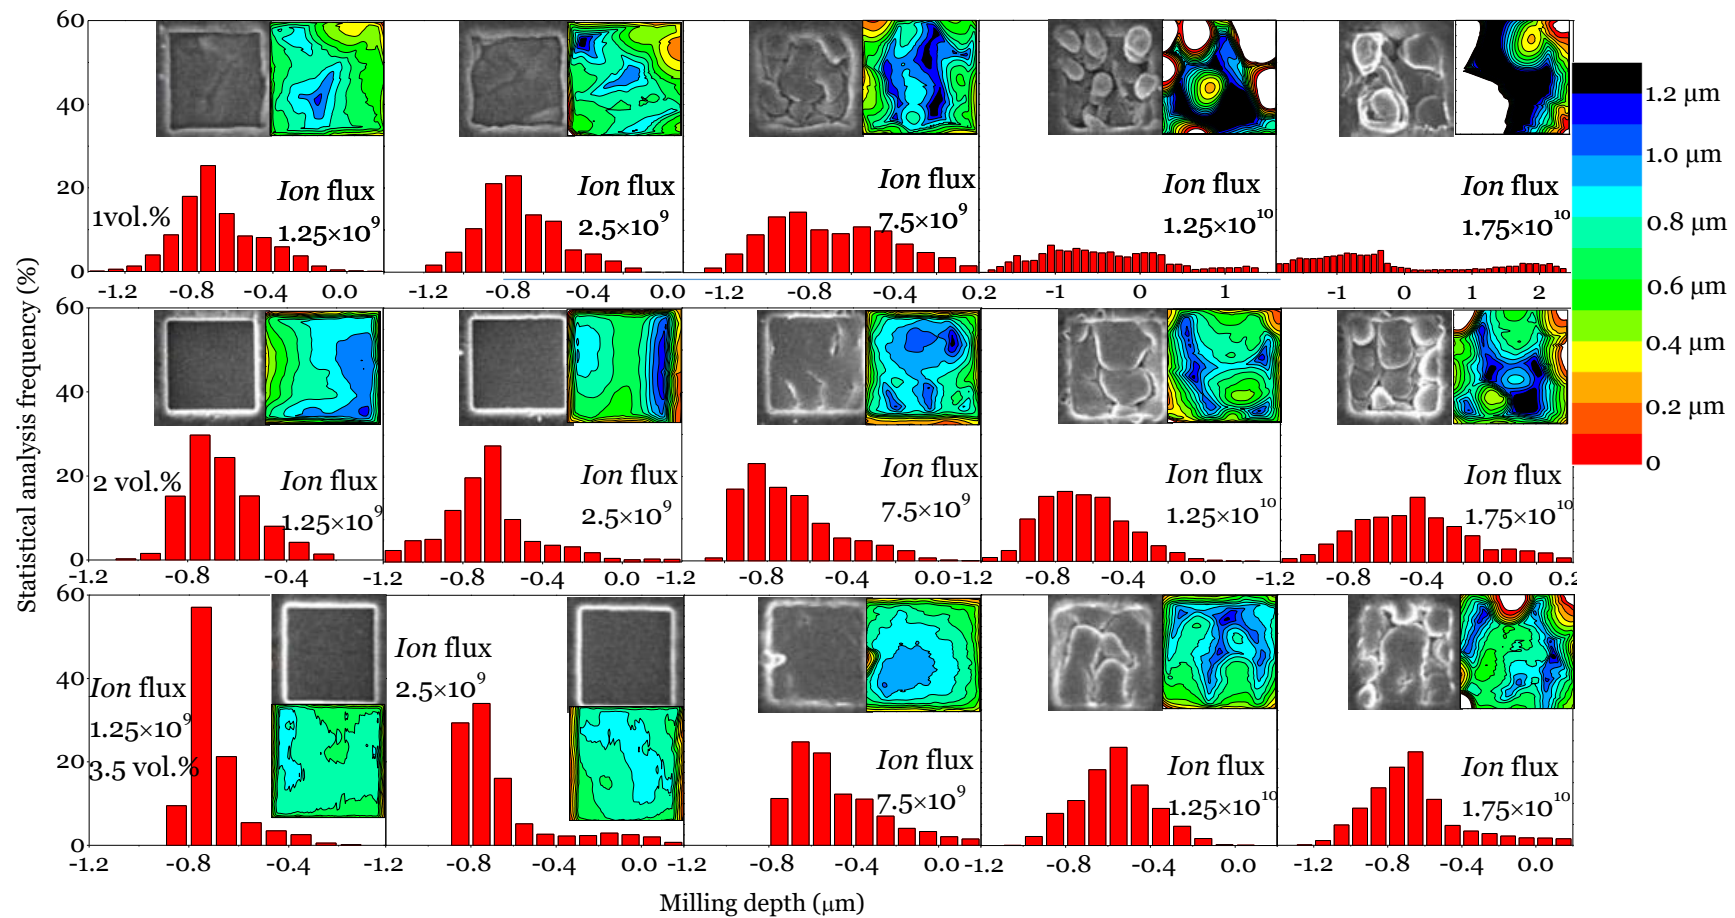 Statistical analysis frequency (%)
60
40
20
0
1vol.%
Ion flux
1.25×10⁹
Ion flux
2.5×10⁹
Ion flux
7.5×10⁹
Ion flux
1.25×10¹⁰
Ion flux
1.75×10¹⁰
-1.2 -0.8 -0.4 0.0
-1.2 -0.8 -0.4 0.0
-1.2 -0.8 -0.4 0.2
-1 0 1
-1 0 1 2
1.2 μm
1.0 μm
0.8 μm
0.6 μm
0.4 μm
0.2 μm
0
60
40
20
0
2 vol.%
Ion flux
1.25×10⁹
Ion flux
2.5×10⁹
Ion flux
7.5×10⁹
Ion flux
1.25×10¹⁰
Ion flux
1.75×10¹⁰
-1.2 -0.8 -0.4
-1.2 -0.8 -0.4 0.0
-1.2 -0.8 -0.4 0.0
-1.2 -0.8 -0.4 0.0
-1.2 -0.8 -0.4 0.0 0.2
60
40
20
0
Ion flux
1.25×10⁹
3.5 vol.%
Ion flux
2.5×10⁹
Ion flux
7.5×10⁹
Ion flux
1.25×10¹⁰
Ion flux
1.75×10¹⁰
-1.2 -0.8 -0.4
-1.2 -0.8 -0.4 0.0
-1.2 -0.8 -0.4 0.0
-1.2 -0.8 -0.4 0.0
-1.2 -0.8 -0.4 0.0
Milling depth (μm)